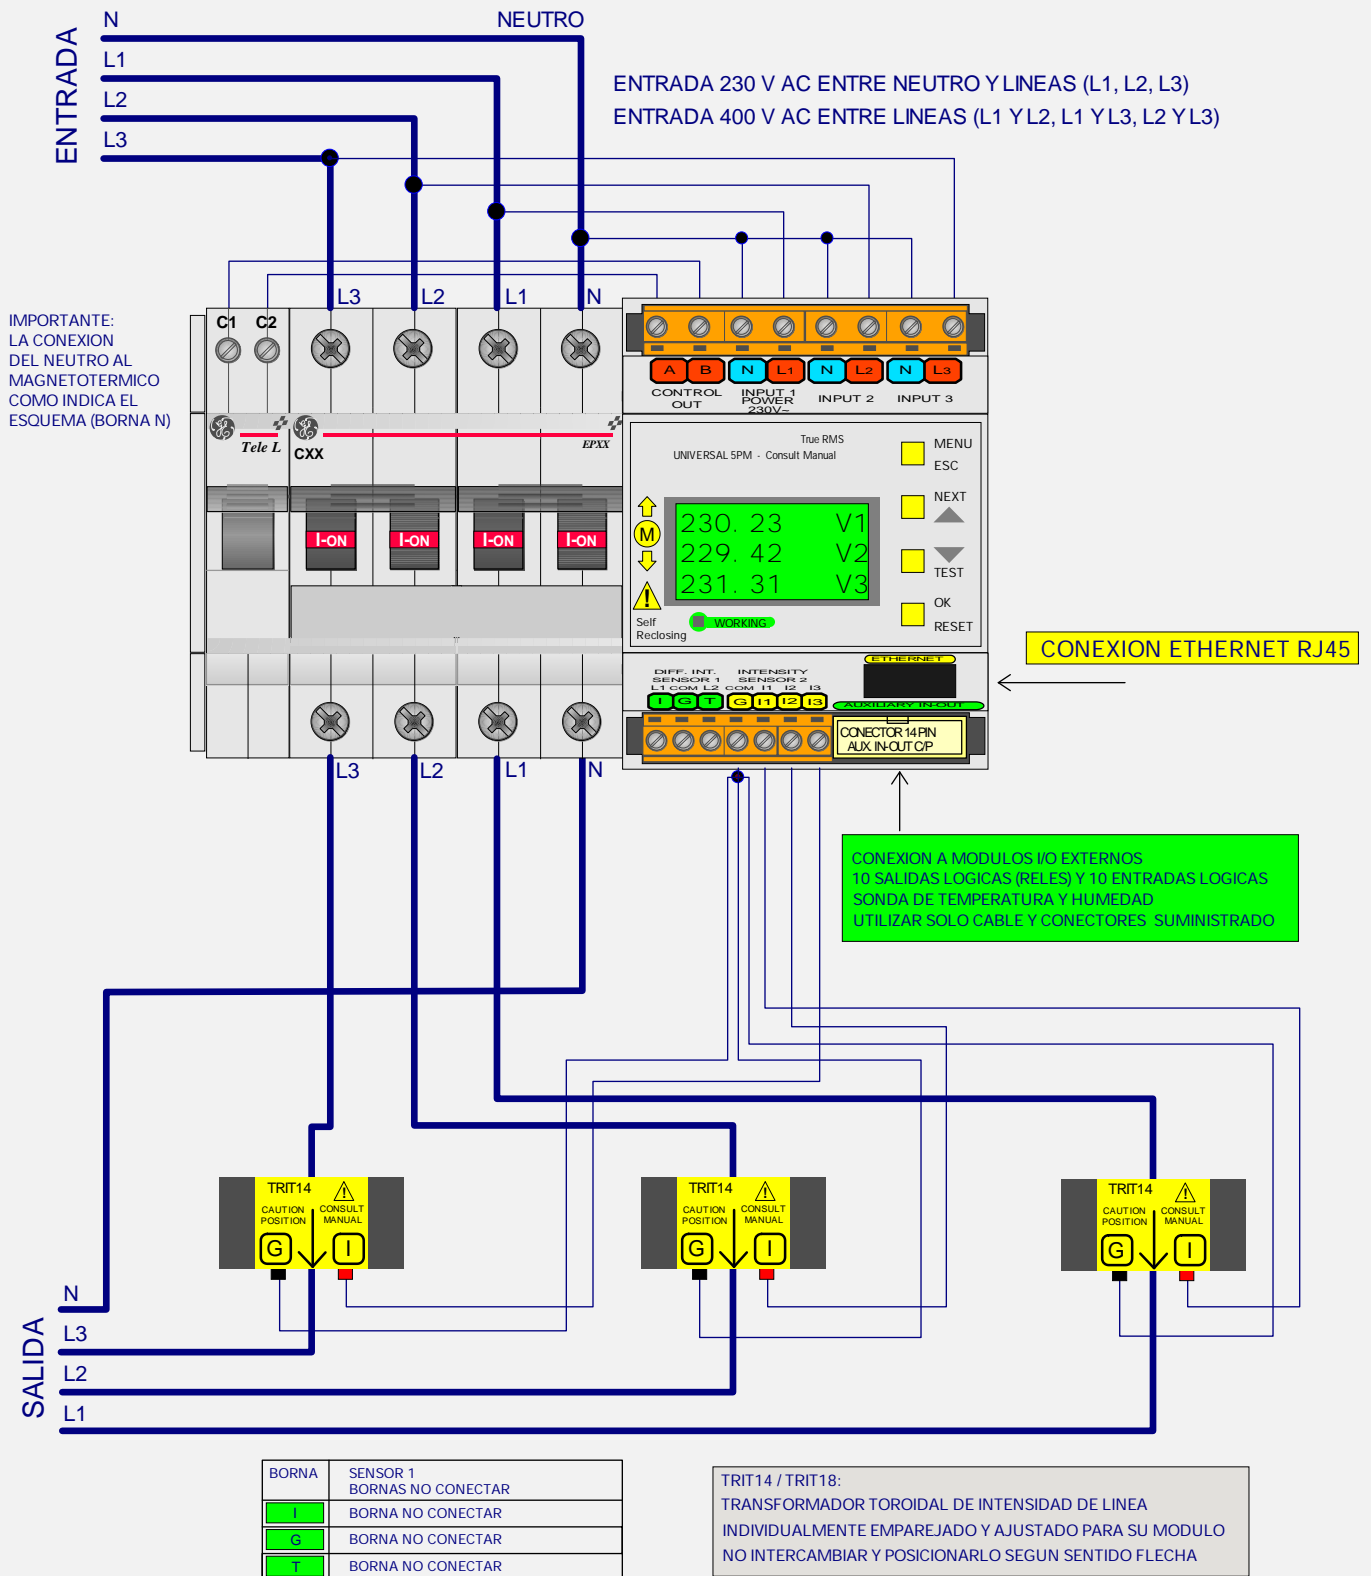 N
NEUTRO
ENTRADA
L1
L2
L3
ENTRADA 230 V AC ENTRE NEUTRO Y LINEAS (L1, L2, L3)
ENTRADA 400 V AC ENTRE LINEAS (L1 Y L2, L1 Y L3, L2 Y L3)
L3
L2
L1
N
IMPORTANTE:
LA CONEXION
DEL NEUTRO AL
MAGNETOTERMICO
COMO INDICA EL
ESQUEMA (BORNA N)
C1
C2
A
B
N
L1
N
L2
N
L3
CONTROL
OUT
INPUT 1
POWER
230V~
INPUT 2
INPUT 3
Tele L
CXX
EPXX
True RMS
UNIVERSAL 5PM - Consult Manual
MENU
ESC
NEXT
TEST
OK
RESET
M
230. 23 V1
229. 42 V2
231. 31 V3
I-ON
I-ON
I-ON
I-ON
Self
Reclosing
WORKING
CONEXION ETHERNET RJ45
DIFF. INT.
SENSOR 1
L1 COM L2
INTENSITY
SENSOR 2
COM I1 I2 I3
ETHERNET
I
G
T
G
I1
I2
I3
AUXILIARY IN-OUT
CONECTOR 14 PIN
AUX. IN-OUT C/P
L3
L2
L1
N
CONEXION A MODULOS I/O EXTERNOS
10 SALIDAS LOGICAS (RELES) Y 10 ENTRADAS LOGICAS
SONDA DE TEMPERATURA Y HUMEDAD
UTILIZAR SOLO CABLE Y CONECTORES SUMINISTRADO
TRIT14
CAUTION
POSITION
CONSULT
MANUAL
G
I
TRIT14
CAUTION
POSITION
CONSULT
MANUAL
G
I
TRIT14
CAUTION
POSITION
CONSULT
MANUAL
G
I
SALIDA
N
L3
L2
L1
BORNA
SENSOR 1
BORNAS NO CONECTAR
I
BORNA NO CONECTAR
G
BORNA NO CONECTAR
T
BORNA NO CONECTAR
TRIT14 / TRIT18:
TRANSFORMADOR TOROIDAL DE INTENSIDAD DE LINEA
INDIVIDUALMENTE EMPAREJADO Y AJUSTADO PARA SU MODULO
NO INTERCAMBIAR Y POSICIONARLO SEGUN SENTIDO FLECHA